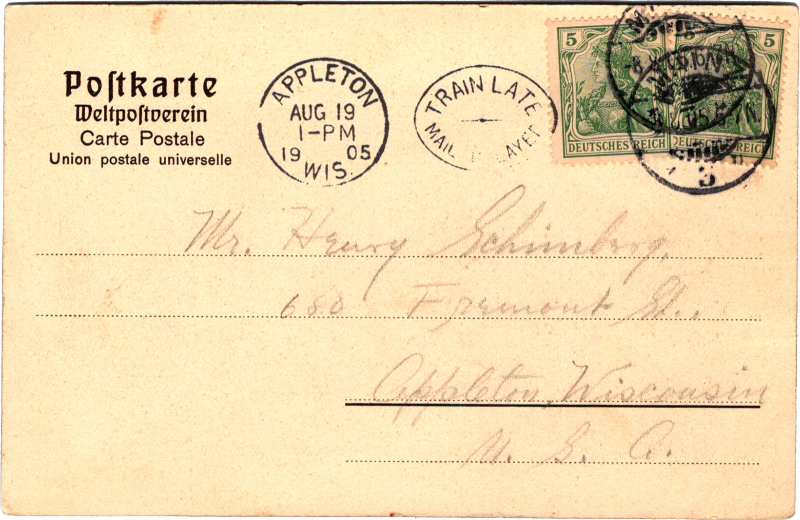 Postkarte
Weltpostverein
Carte Postale
Union postale universelle
APPLETON
AUG 19
1-PM
19 05
WIS.
TRAIN LATE
MAIL
5
5
DEUTSCHES REICH
DEUTSCHES REICH
3
Mr. Henry Schimberg,
680 Fremont St.,
Appleton, Wisconsin
U. S. A.